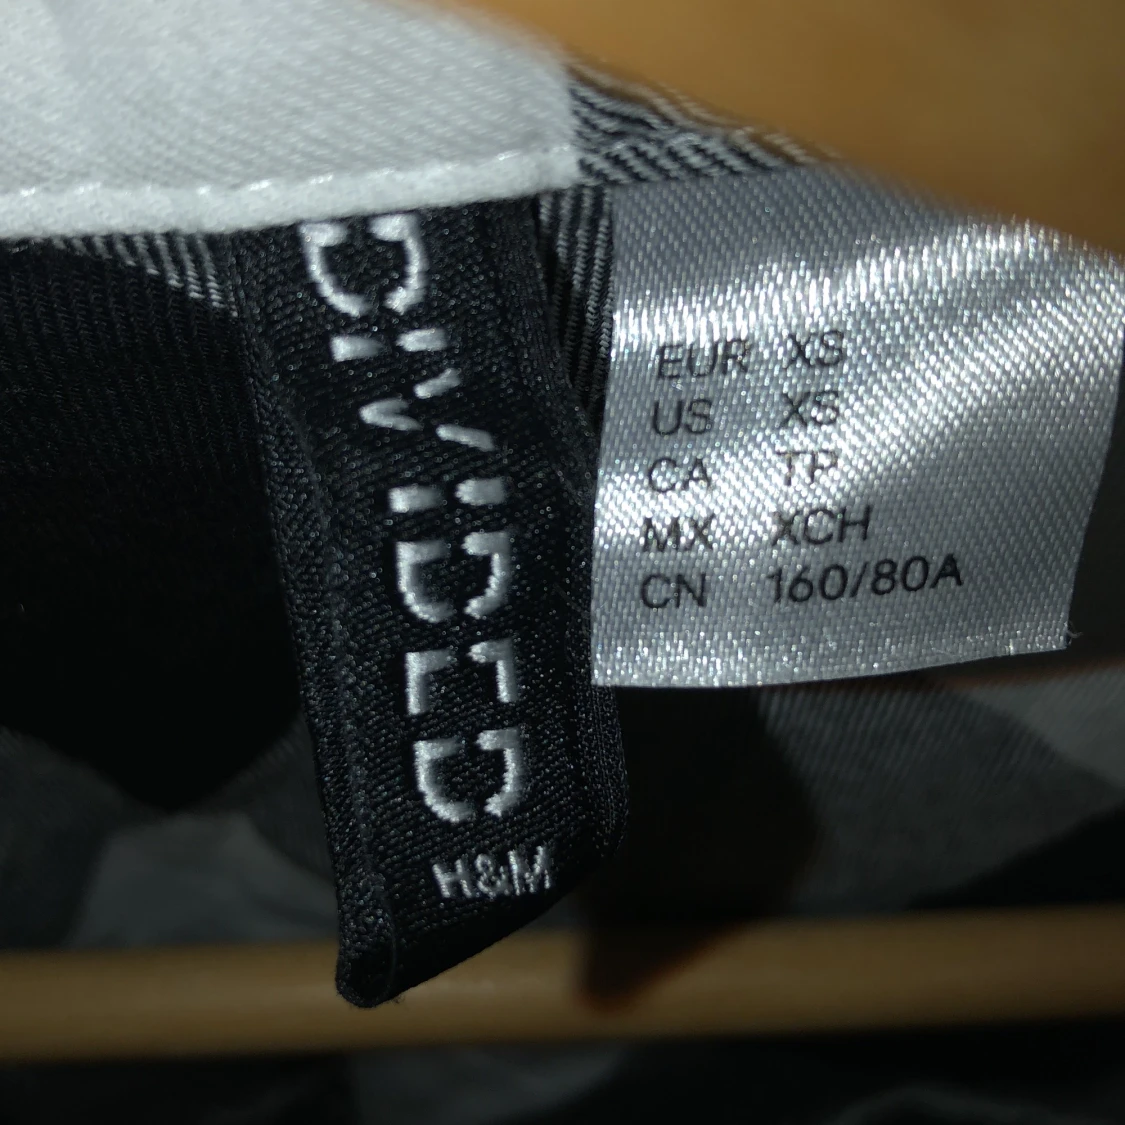 DIVIDED
H&M
EUR XS
US XS
CA TP
MX XCH
CN 160/80A